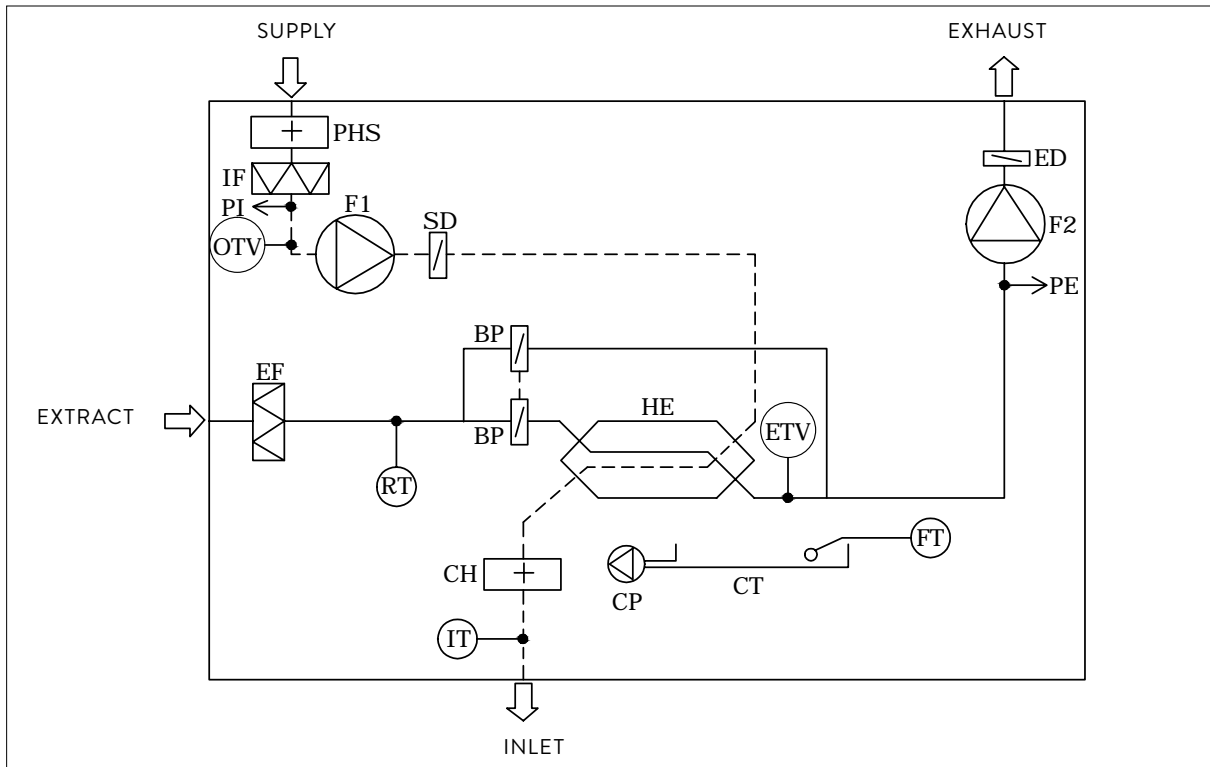 SUPPLY
EXHAUST
PHS
ED
IF
F1
PI
SD
F2
OTV
PE
BP
EF
HE
EXTRACT
ETV
BP
RT
FT
CH
CT
CP
IT
INLET